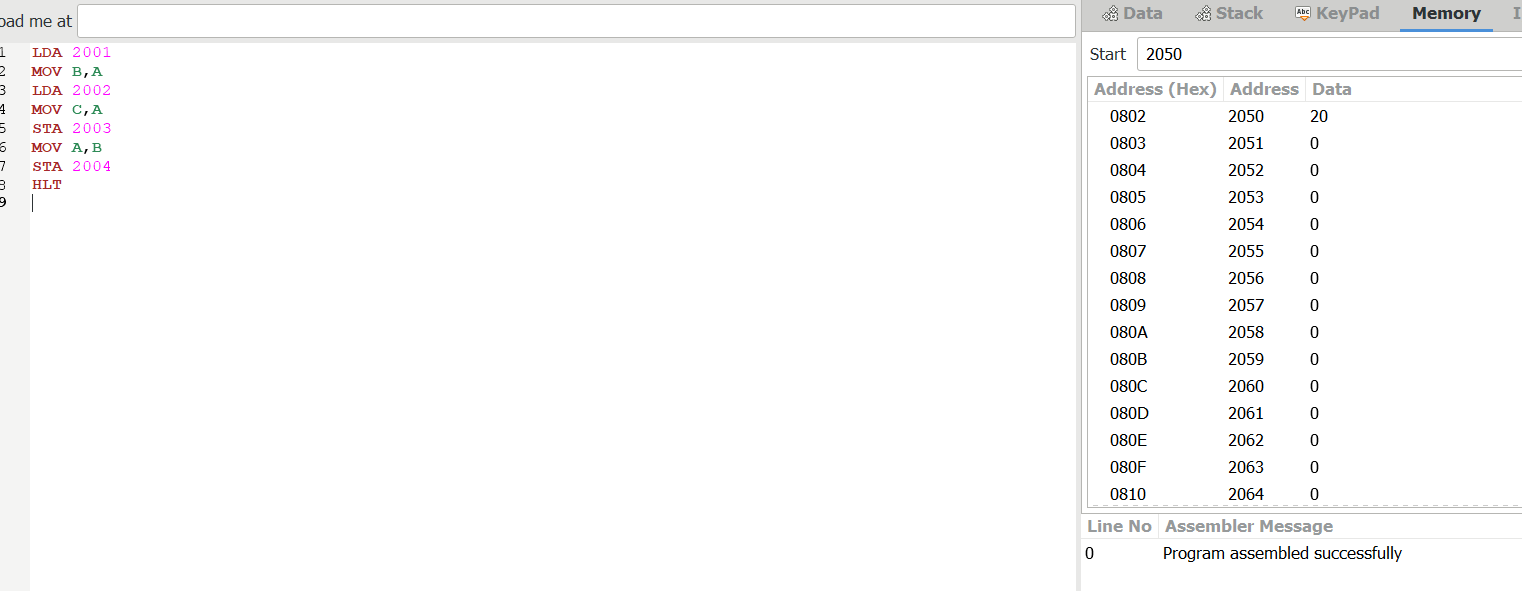 oad me at
1 LDA 2001
2 MOV B,A
3 LDA 2002
4 MOV C,A
5 STA 2003
6 MOV A,B
7 STA 2004
8 HLT
9
Data Stack KeyPad Memory I
Start 2050
Address (Hex) Address Data
0802 2050 20
0803 2051 0
0804 2052 0
0805 2053 0
0806 2054 0
0807 2055 0
0808 2056 0
0809 2057 0
080A 2058 0
080B 2059 0
080C 2060 0
080D 2061 0
080E 2062 0
080F 2063 0
0810 2064 0
Line No Assembler Message
0 Program assembled successfully